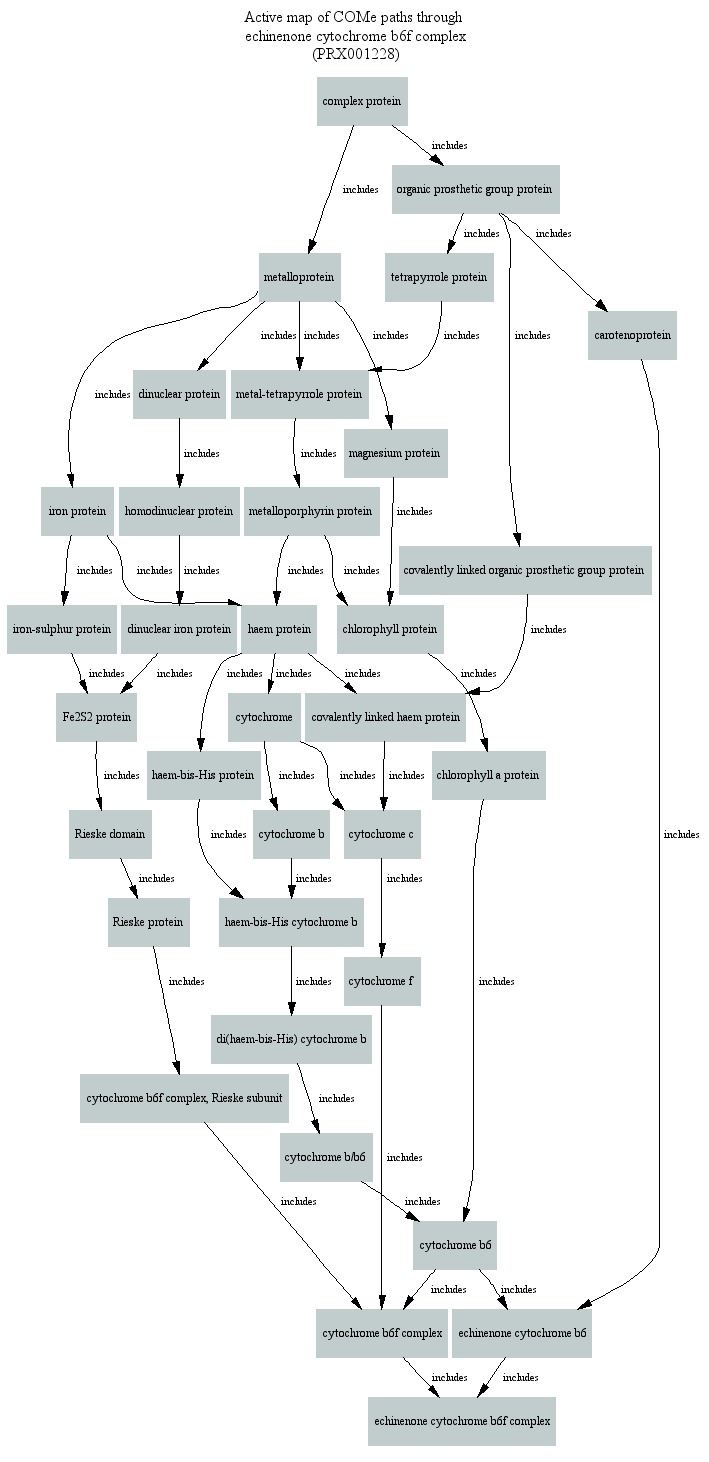 Active map of COMe paths through
echinenone cytochrome b6f complex
(PRX001228)
complex protein
includes
organic prosthetic group protein
includes
includes
includes
metalloprotein
tetrapyrrole protein
carotenoprotein
includes
includes
includes
includes
includes
includes
dinuclear protein
metal-tetrapyrrole protein
includes
includes
magnesium protein
iron protein
homodinuclear protein
metalloporphyrin protein
includes
covalently linked organic prosthetic group protein
includes
includes
includes
includes
includes
iron-sulphur protein
dinuclear iron protein
haem protein
chlorophyll protein
includes
includes
includes
includes
includes
includes
includes
Fe2S2 protein
cytochrome
covalently linked haem protein
haem-bis-His protein
chlorophyll a protein
includes
includes
includes
includes
Rieske domain
cytochrome b
cytochrome c
includes
includes
includes
includes
includes
Rieske protein
haem-bis-His cytochrome b
cytochrome f
includes
includes
includes
di(haem-bis-His) cytochrome b
cytochrome b6f complex, Rieske subunit
includes
cytochrome b/b6
includes
includes
includes
cytochrome b6
includes
includes
cytochrome b6f complex
echinenone cytochrome b6
includes
includes
echinenone cytochrome b6f complex